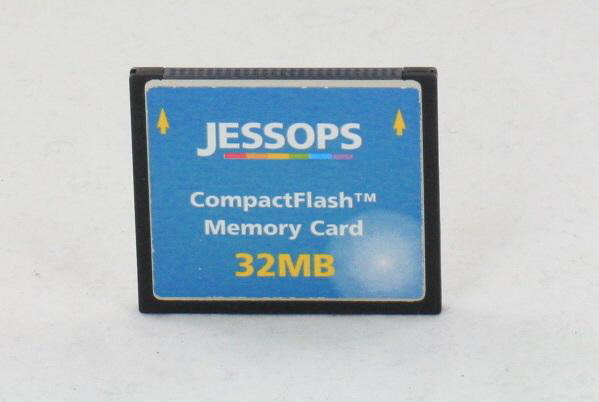 JESSOPS
CompactFlash™
Memory Card
32MB